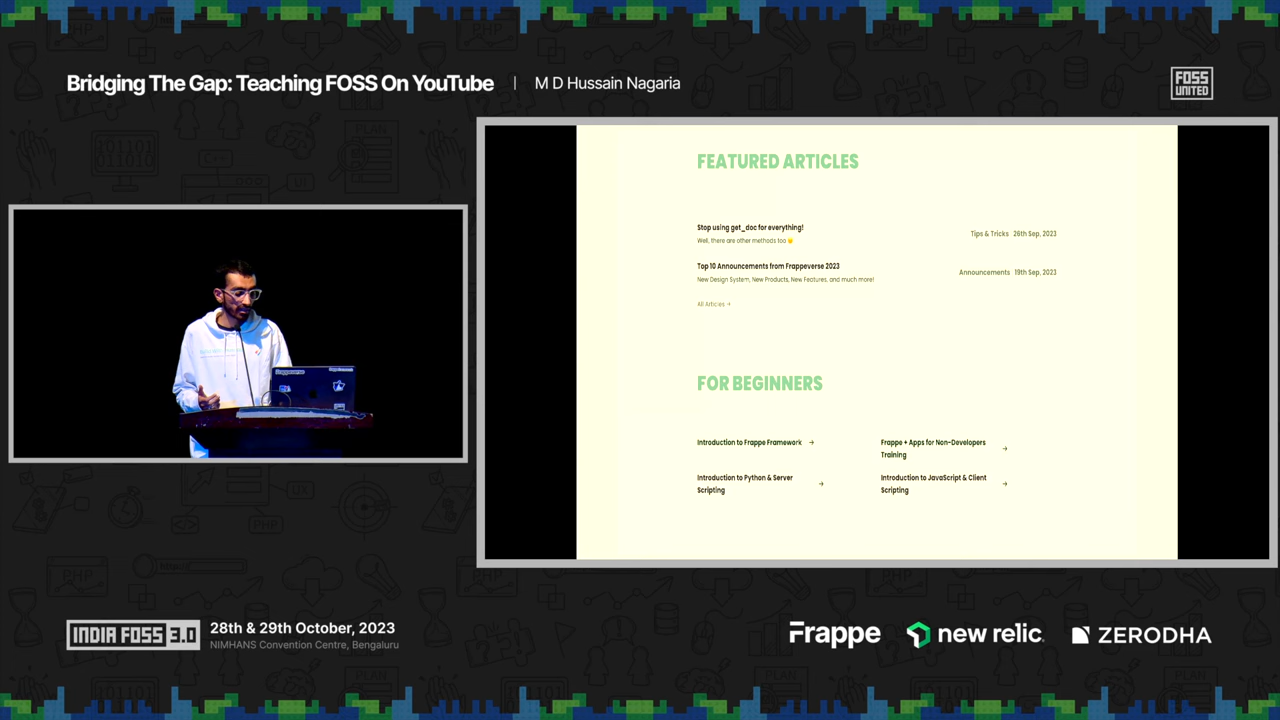 Bridging The Gap: Teaching FOSS On YouTube | M D Hussain Nagaria
FOSS
UNITED
FEATURED ARTICLES
Stop using get_doc for everything!
Well, there are other methods too
Tips & Tricks 26th Sep, 2023
Top 10 Announcements from Frappeverse 2023
New Design System, New Products, New Features, and much more!
Announcements 19th Sep, 2023
All Articles →
FOR BEGINNERS
Introduction to Frappe Framework →
Frappe + Apps for Non-Developers
Training →
Introduction to Python & Server
Scripting →
Introduction to JavaScript & Client
Scripting →
INDIA FOSS 3.0
28th & 29th October, 2023
NIMHANS Convention Centre, Bengaluru
Frappe
new relic
ZERODHA